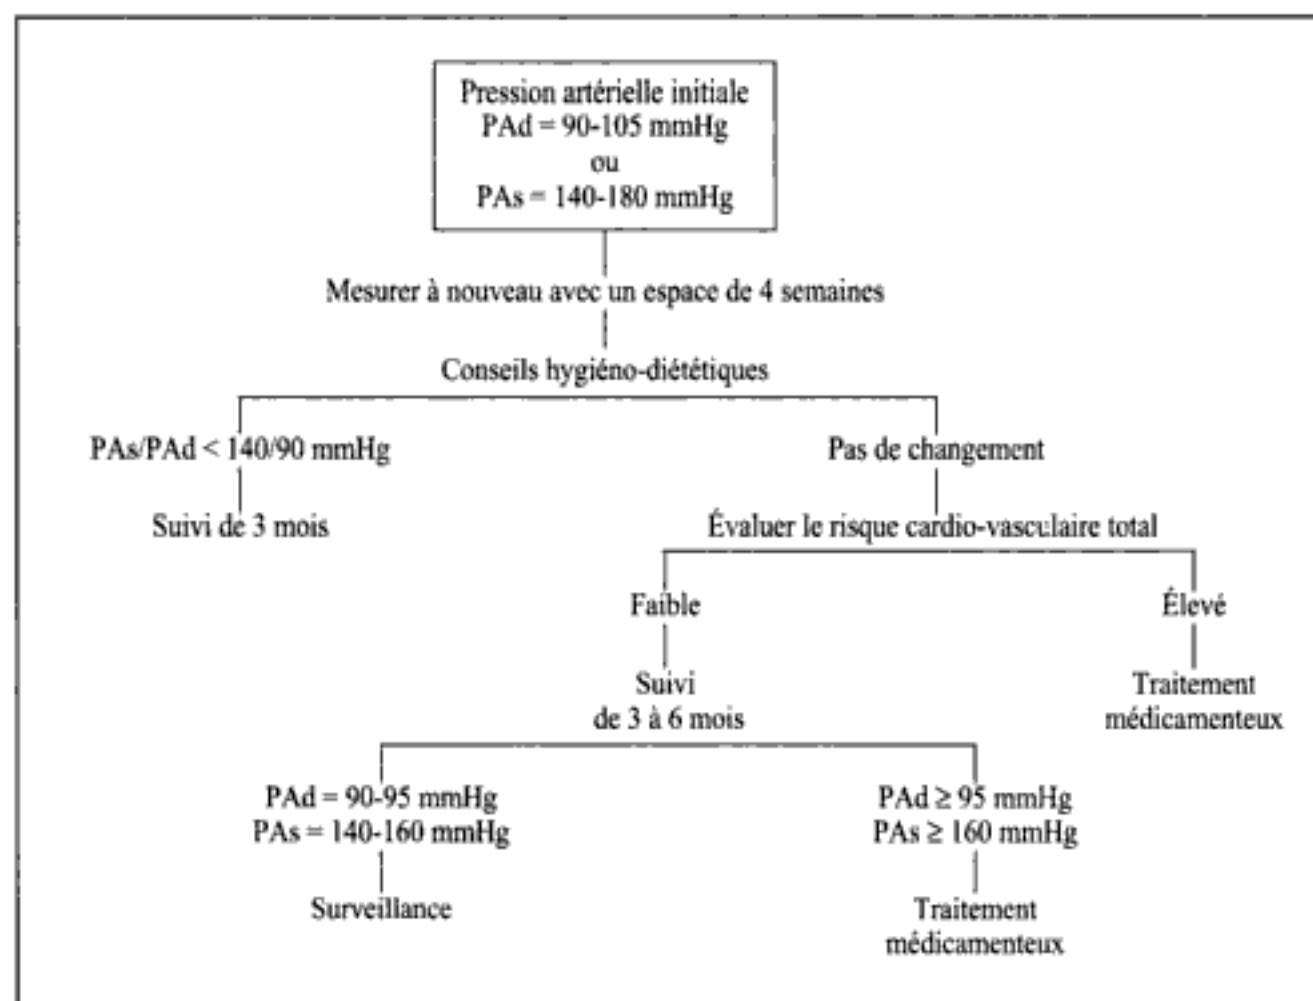 Pression artérielle initiale
PAd = 90-105 mmHg
ou
PAs = 140-180 mmHg
Mesurer à nouveau avec un espace de 4 semaines
Conseils hygiéno-diététiques
PAs/PAd < 140/90 mmHg
Pas de changement
Suivi de 3 mois
Évaluer le risque cardio-vasculaire total
Faible
Élevé
Suivi
de 3 à 6 mois
Traitement
médicamenteux
PAd = 90-95 mmHg
PAs = 140-160 mmHg
PAd ≥ 95 mmHg
PAs ≥ 160 mmHg
Surveillance
Traitement
médicamenteux